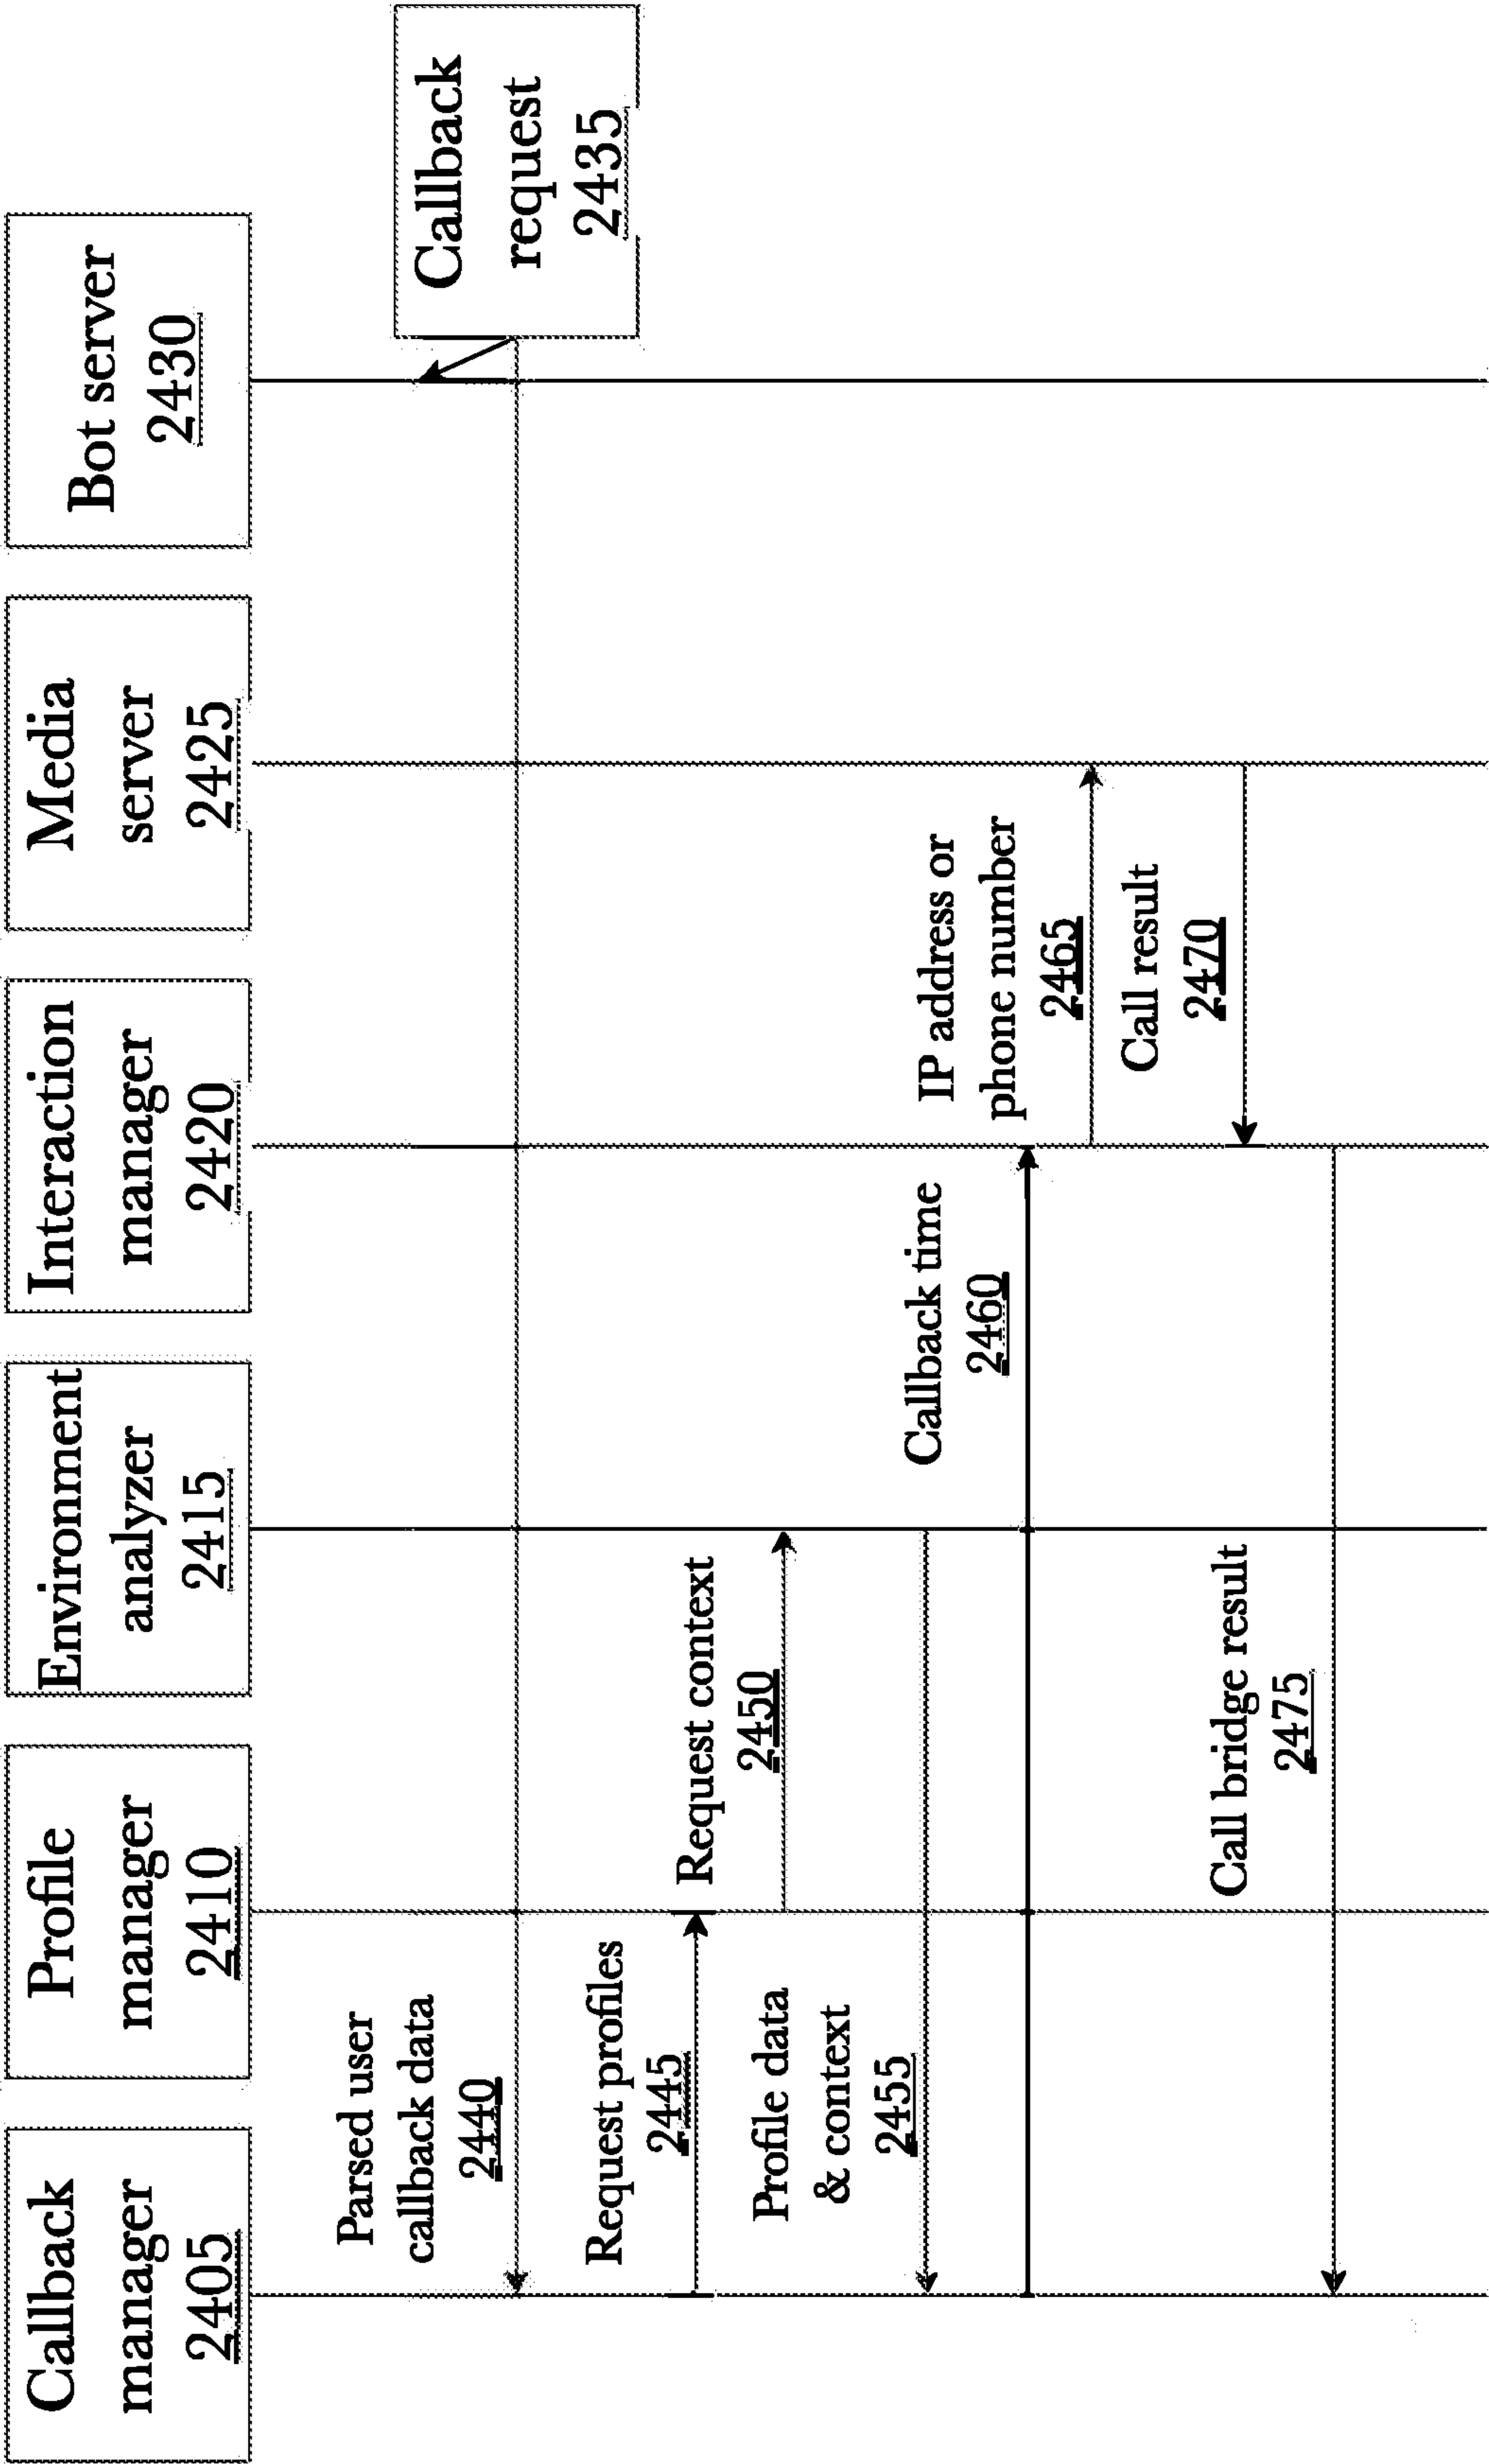 Callback
manager
2405
Profile
manager
2410
Environment
analyzer
2415
Interaction
manager
2420
Media
server
2425
Bot server
2430
Callback
request
2435
Parsed user
callback data
2440
Request profiles
2445
Request context
2450
Profile data
& context
2455
Callback time
2460
IP address or
phone number
2465
Call result
2470
Call bridge result
2475